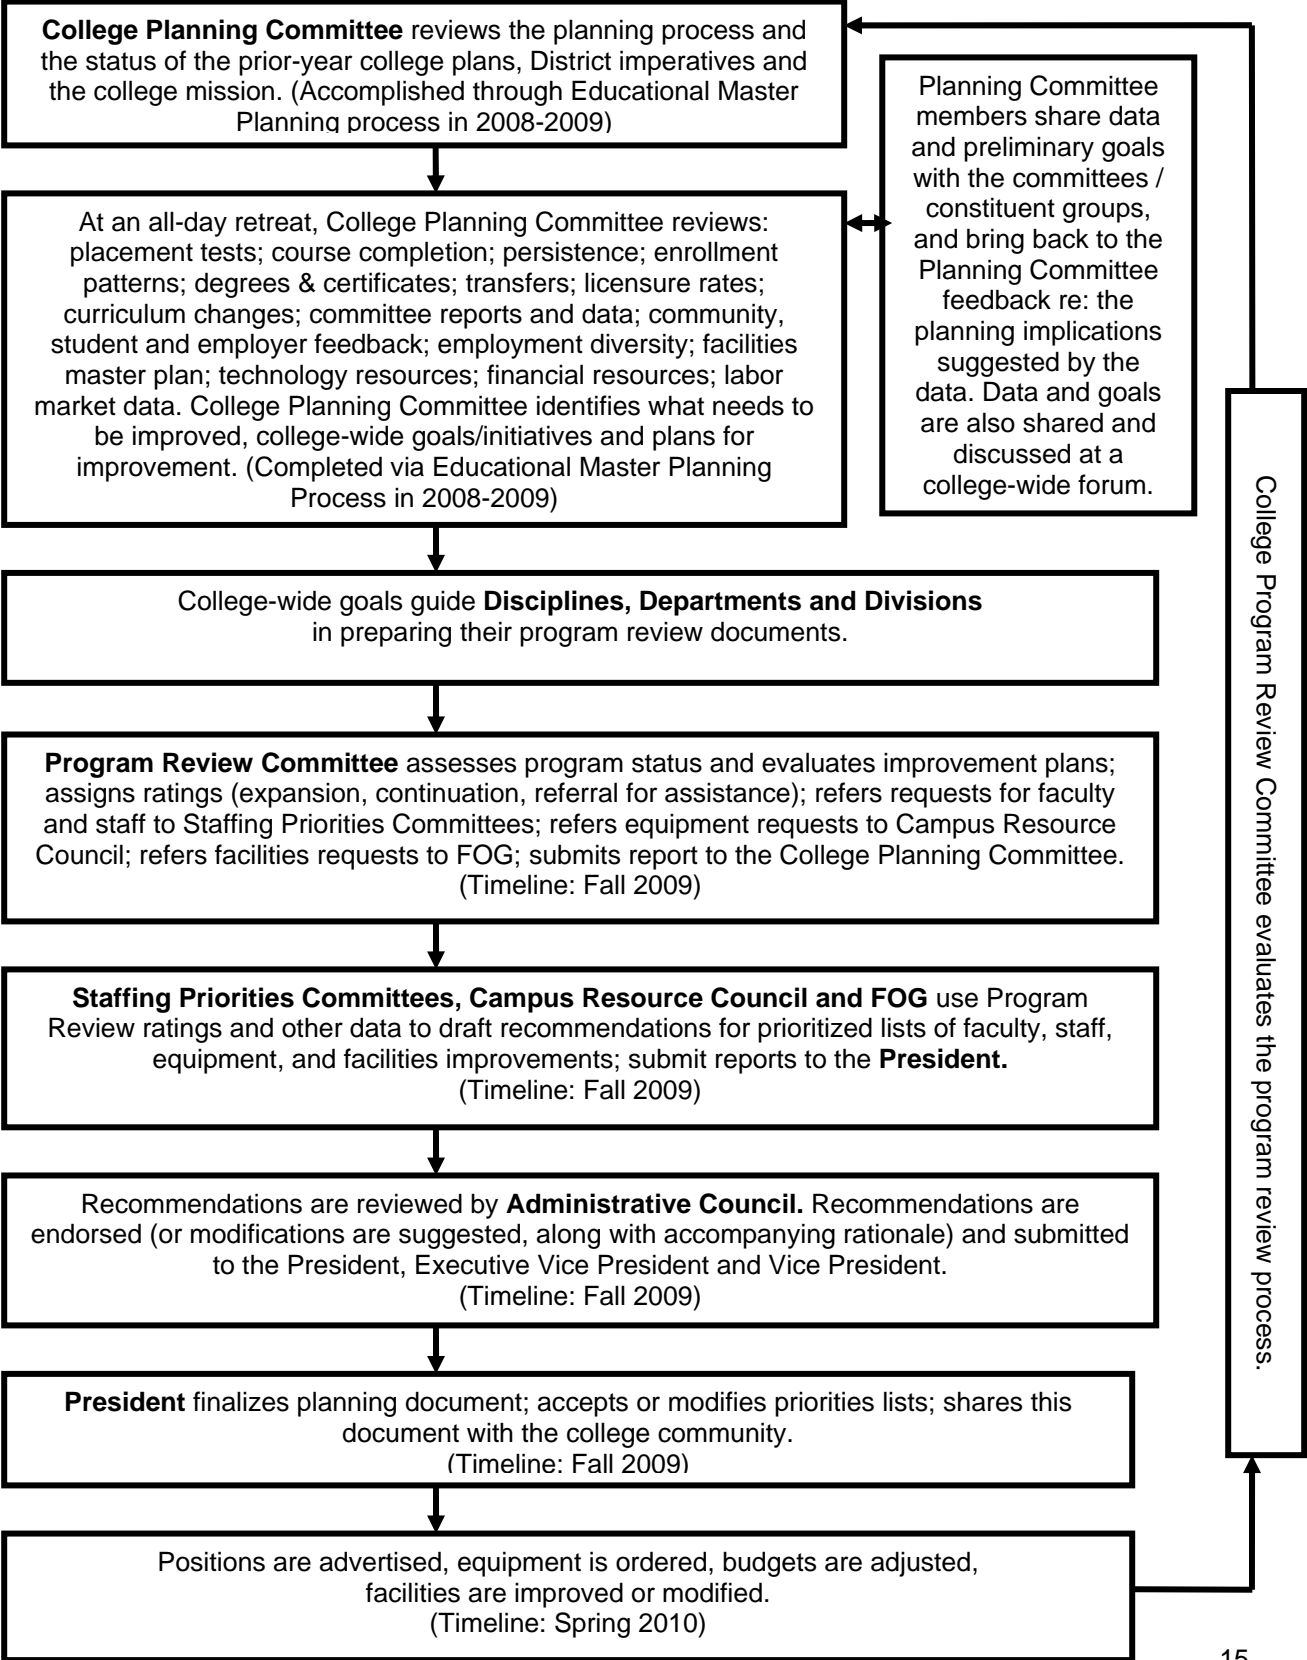 College Planning Committee reviews the planning process and
the status of the prior-year college plans, District imperatives and
the college mission. (Accomplished through Educational Master
Planning process in 2008-2009)
Planning Committee
members share data
and preliminary goals
with the committees /
constituent groups,
and bring back to the
Planning Committee
feedback re: the
planning implications
suggested by the
data. Data and goals
are also shared and
discussed at a
college-wide forum.
At an all-day retreat, College Planning Committee reviews:
placement tests; course completion; persistence; enrollment
patterns; degrees & certificates; transfers; licensure rates;
curriculum changes; committee reports and data; community,
student and employer feedback; employment diversity; facilities
master plan; technology resources; financial resources; labor
market data. College Planning Committee identifies what needs to
be improved, college-wide goals/initiatives and plans for
improvement. (Completed via Educational Master Planning
Process in 2008-2009)
College-wide goals guide Disciplines, Departments and Divisions
in preparing their program review documents.
Program Review Committee assesses program status and evaluates improvement plans;
assigns ratings (expansion, continuation, referral for assistance); refers requests for faculty
and staff to Staffing Priorities Committees; refers equipment requests to Campus Resource
Council; refers facilities requests to FOG; submits report to the College Planning Committee.
(Timeline: Fall 2009)
Staffing Priorities Committees, Campus Resource Council and FOG use Program
Review ratings and other data to draft recommendations for prioritized lists of faculty, staff,
equipment, and facilities improvements; submit reports to the President.
(Timeline: Fall 2009)
Recommendations are reviewed by Administrative Council. Recommendations are
endorsed (or modifications are suggested, along with accompanying rationale) and submitted
to the President, Executive Vice President and Vice President.
(Timeline: Fall 2009)
President finalizes planning document; accepts or modifies priorities lists; shares this
document with the college community.
(Timeline: Fall 2009)
Positions are advertised, equipment is ordered, budgets are adjusted,
facilities are improved or modified.
(Timeline: Spring 2010)
College Program Review Committee evaluates the program review process.
15